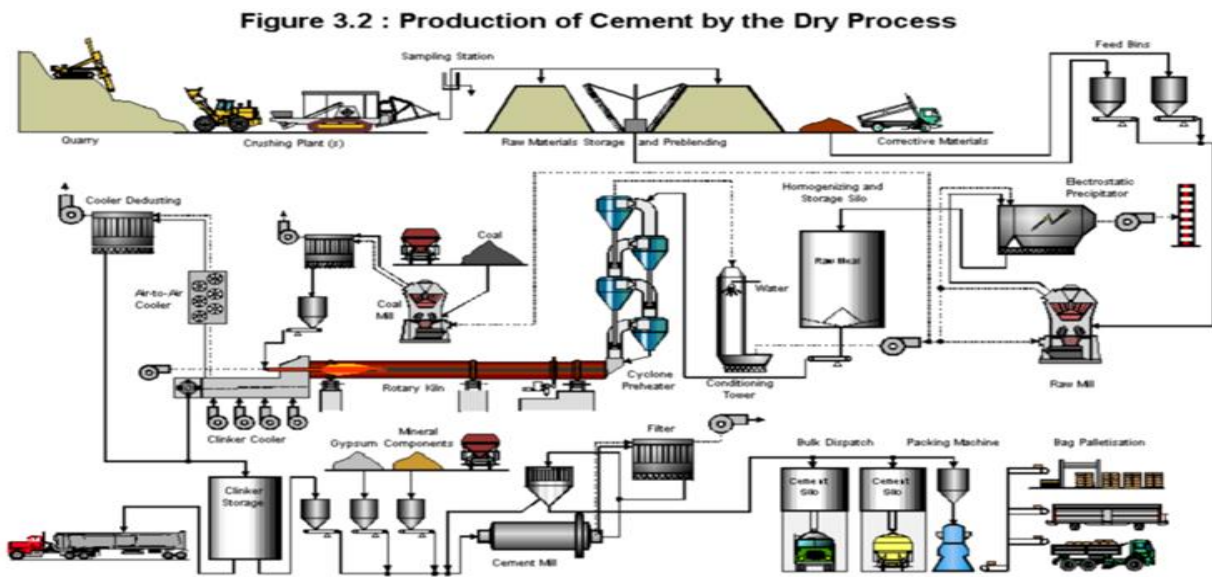 Figure 3.2 : Production of Cement by the Dry Process
Sampling Station
Feed Bins
Quarry
Crushing Plant (s)
Raw Materials Storage and Preblending
Corrective Materials
Cooler Dedusting
Coal
Homogenizing and
Storage Silo
Electrostatic
Precipitator
Air-to-Air
Cooler
Coal
Mill
Water
Raw Meal
Rotary Kiln
Cyclone
Preheater
Conditioning
Tower
Raw Mill
Clinker Cooler
Gypsum
Mineral
Components
Filter
Bulk Dispatch
Packing Machine
Bag Palletisation
Clinker
Storage
Cement
Silo
Cement
Silo
Cement Mill